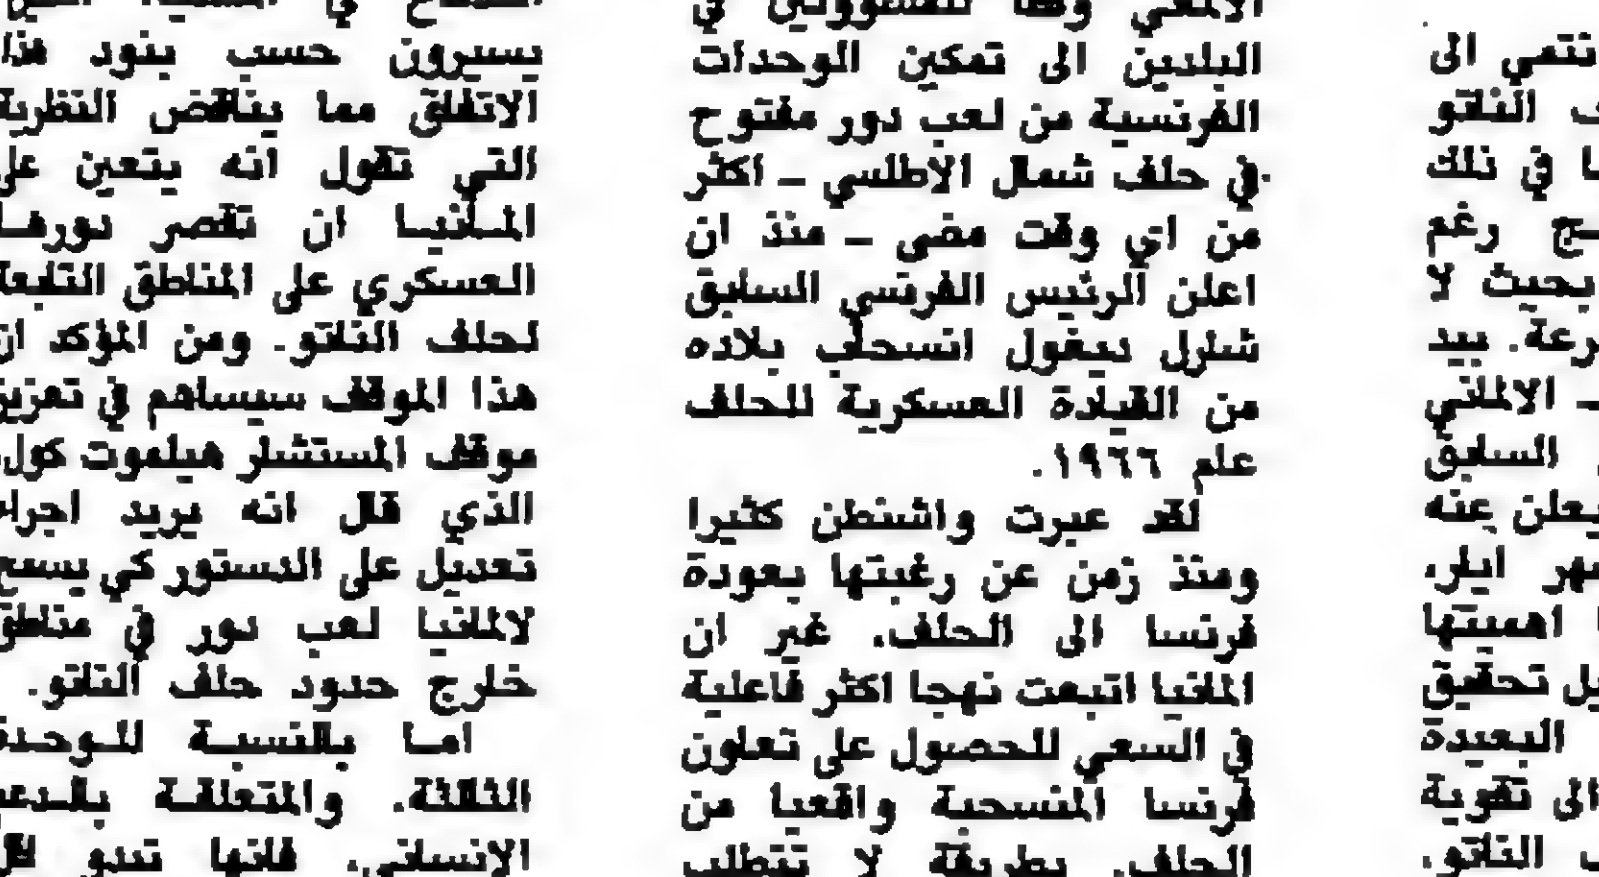 تنتمي الى
الناتو
في ذلك
رغم
بحيث لا
بيد
ـ الالماني
السابق
يعلن عنه
ايار،
اهميتها
تحقيق
البعيدة
الى تقوية
الناتو.
البلدين الى تمكين الوحدات
الفرنسية من لعب دور مفتوح
في حلف شمال الاطلسي ـ اكثر
من اي وقت مضى ـ منذ ان
اعلن الرئيس الفرنسي السابق
شارل ديغول انسحاب بلاده
من القيادة العسكرية للحلف
عام ١٩٦٦.
لقد عبرت واشنطن كثيرا
ومنذ زمن عن رغبتها بعودة
فرنسا الى الحلف. غير ان
المانيا اتبعت نهجا اكثر فاعلية
في السعي للحصول على تعاون
فرنسا المنسحبة واقعيا من
الحلف. بطريقة لا تتطلب
يسيرون حسب بنود هذا
الاتفاق مما يناقض النظرية
التي تقول انه يتعين على
المانيا ان تقصر دورها
العسكري على المناطق التابعة
لحلف الناتو. ومن المؤكد ان
هذا الموقف سيساهم في تعزيز
موقف المستشار هيلموت كول
الذي قال انه يريد اجراء
تعديل على الدستور كي يسمح
لالمانيا لعب دور في مناطق
خارج حدود حلف الناتو.
اما بالنسبة للوحدة
الثالثة. والمتعلقة بالدعم
الانساني. فانها تبدو